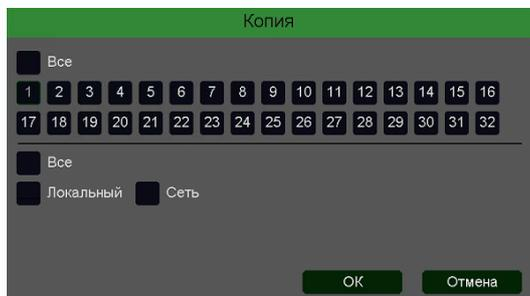 Копия
Все
1 2 3 4 5 6 7 8 9 10 11 12 13 14 15 16
17 18 19 20 21 22 23 24 25 26 27 28 29 30 31 32
Все
Локальный Сеть
ОК Отмена